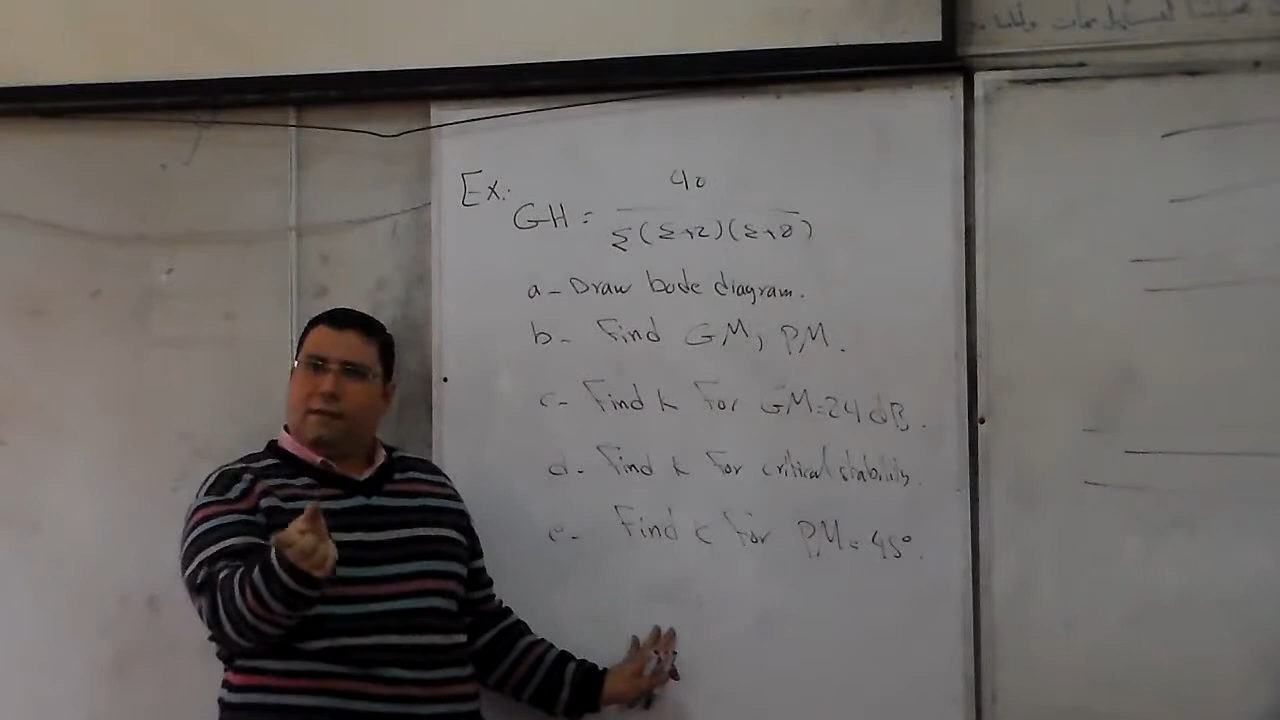 Ex.
40
GH = s(s+2)(s+8)
a- Draw bode diagram.
b- Find GM, PM.
c- Find k For GM=24 dB.
d- Find k For critical stability.
e- Find k For PM=45°.